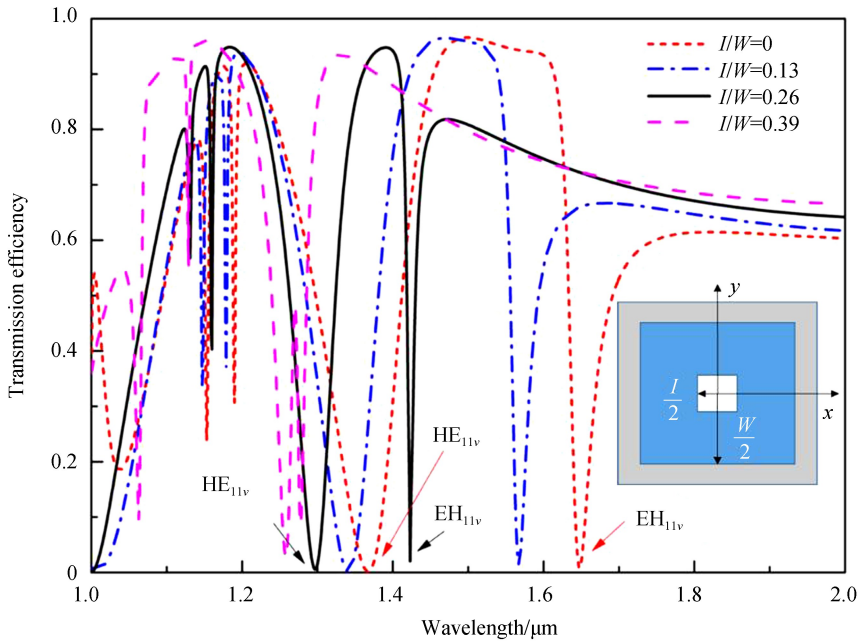 1.0
0.8
0.6
0.4
0.2
0
Transmission efficiency
I/W=0
I/W=0.13
I/W=0.26
I/W=0.39
y
I/2
W/2
x
HE11v
HE11v
EH11v
EH11v
1.0 1.2 1.4 1.6 1.8 2.0
Wavelength/μm